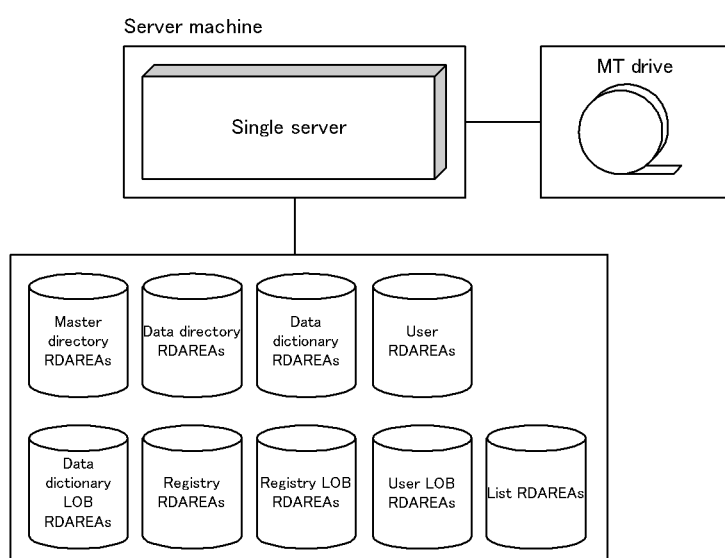 Server machine
Single server
MT drive
Master
directory
RDAREAs
Data directory
RDAREAs
Data
dictionary
RDAREAs
User
RDAREAs
Data
dictionary
LOB
RDAREAs
Registry
RDAREAs
Registry LOB
RDAREAs
User LOB
RDAREAs
List RDAREAs